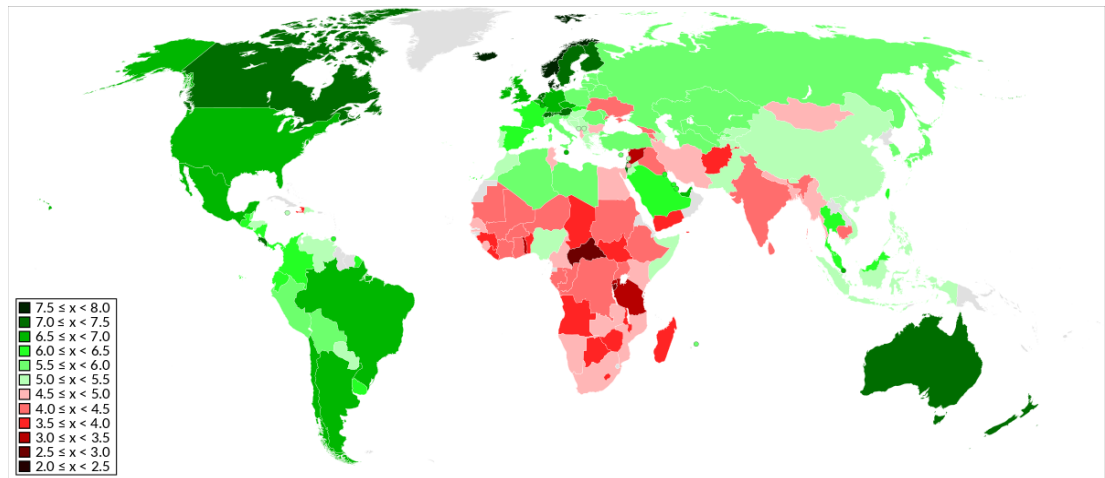 7.5 ≤ x < 8.0
7.0 ≤ x < 7.5
6.5 ≤ x < 7.0
6.0 ≤ x < 6.5
5.5 ≤ x < 6.0
5.0 ≤ x < 5.5
4.5 ≤ x < 5.0
4.0 ≤ x < 4.5
3.5 ≤ x < 4.0
3.0 ≤ x < 3.5
2.5 ≤ x < 3.0
2.0 ≤ x < 2.5